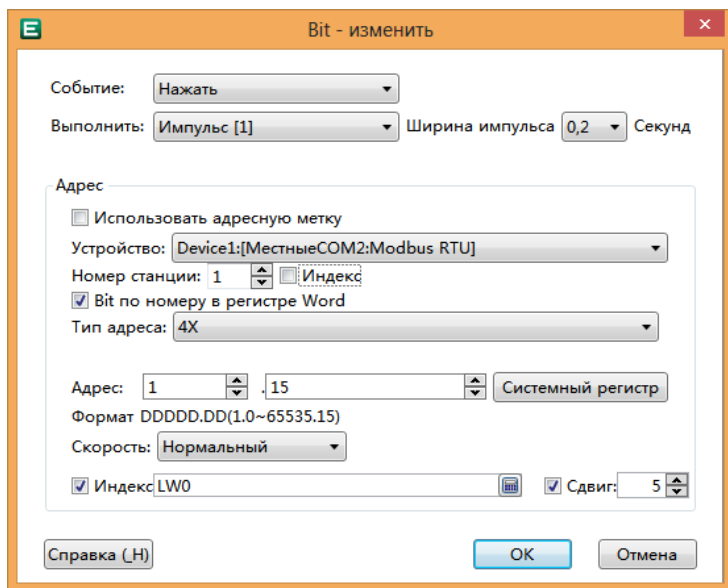 E Bit - изменить
Событие: Нажать
Выполнить: Импульс [1] Ширина импульса 0,2 Секунд
Адрес
Использовать адресную метку
Устройство: Device1:[МестныеCOM2:Modbus RTU]
Номер станции: 1 Индекс
Bit по номеру в регистре Word
Тип адреса: 4X
Адрес: 1 .15 Системный регистр
Формат DDDDD.DD(1.0~65535.15)
Скорость: Нормальный
Индекс LW0 Сдвиг: 5
Справка (_H) OK Отмена